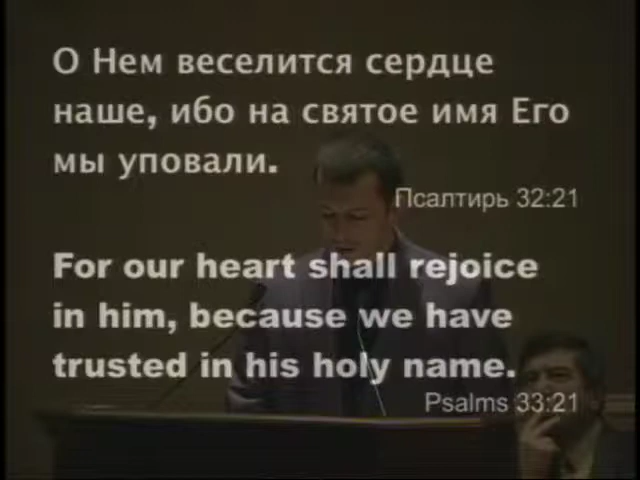 О Нем веселится сердце
наше, ибо на святое имя Его
мы уповали.
Псалтирь 32:21
For our heart shall rejoice
in him, because we have
trusted in his holy name.
Psalms 33:21